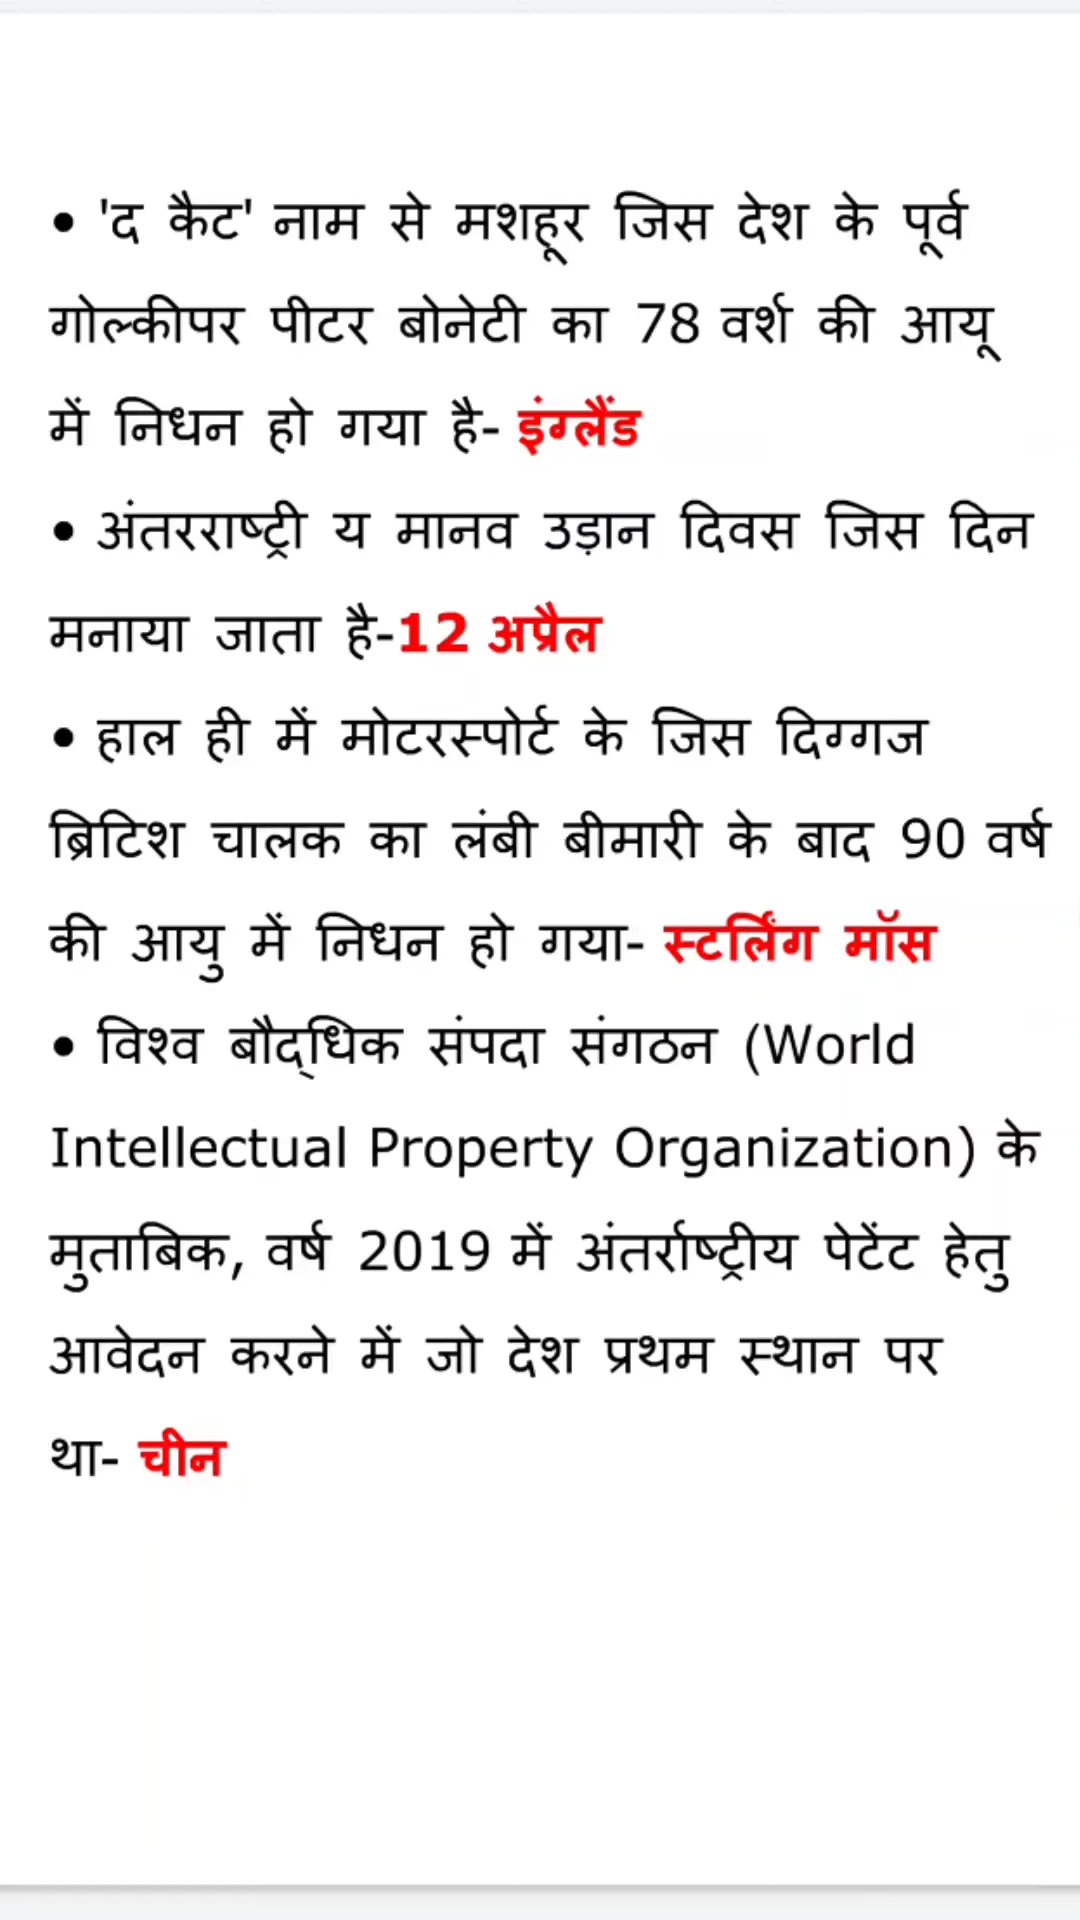 • 'द कैट' नाम से मशहूर जिस देश के पूर्व
गोल्कीपर पीटर बोनेटी का 78 वर्श की आयू
में निधन हो गया है- इंग्लैंड
• अंतरराष्ट्री य मानव उड़ान दिवस जिस दिन
मनाया जाता है-12 अप्रैल
• हाल ही में मोटरस्पोर्ट के जिस दिग्गज
ब्रिटिश चालक का लंबी बीमारी के बाद 90 वर्ष
की आयु में निधन हो गया- स्टर्लिंग मॉस
• विश्व बौद्धिक संपदा संगठन (World
Intellectual Property Organization) के
मुताबिक, वर्ष 2019 में अंतर्राष्ट्रीय पेटेंट हेतु
आवेदन करने में जो देश प्रथम स्थान पर
था- चीन